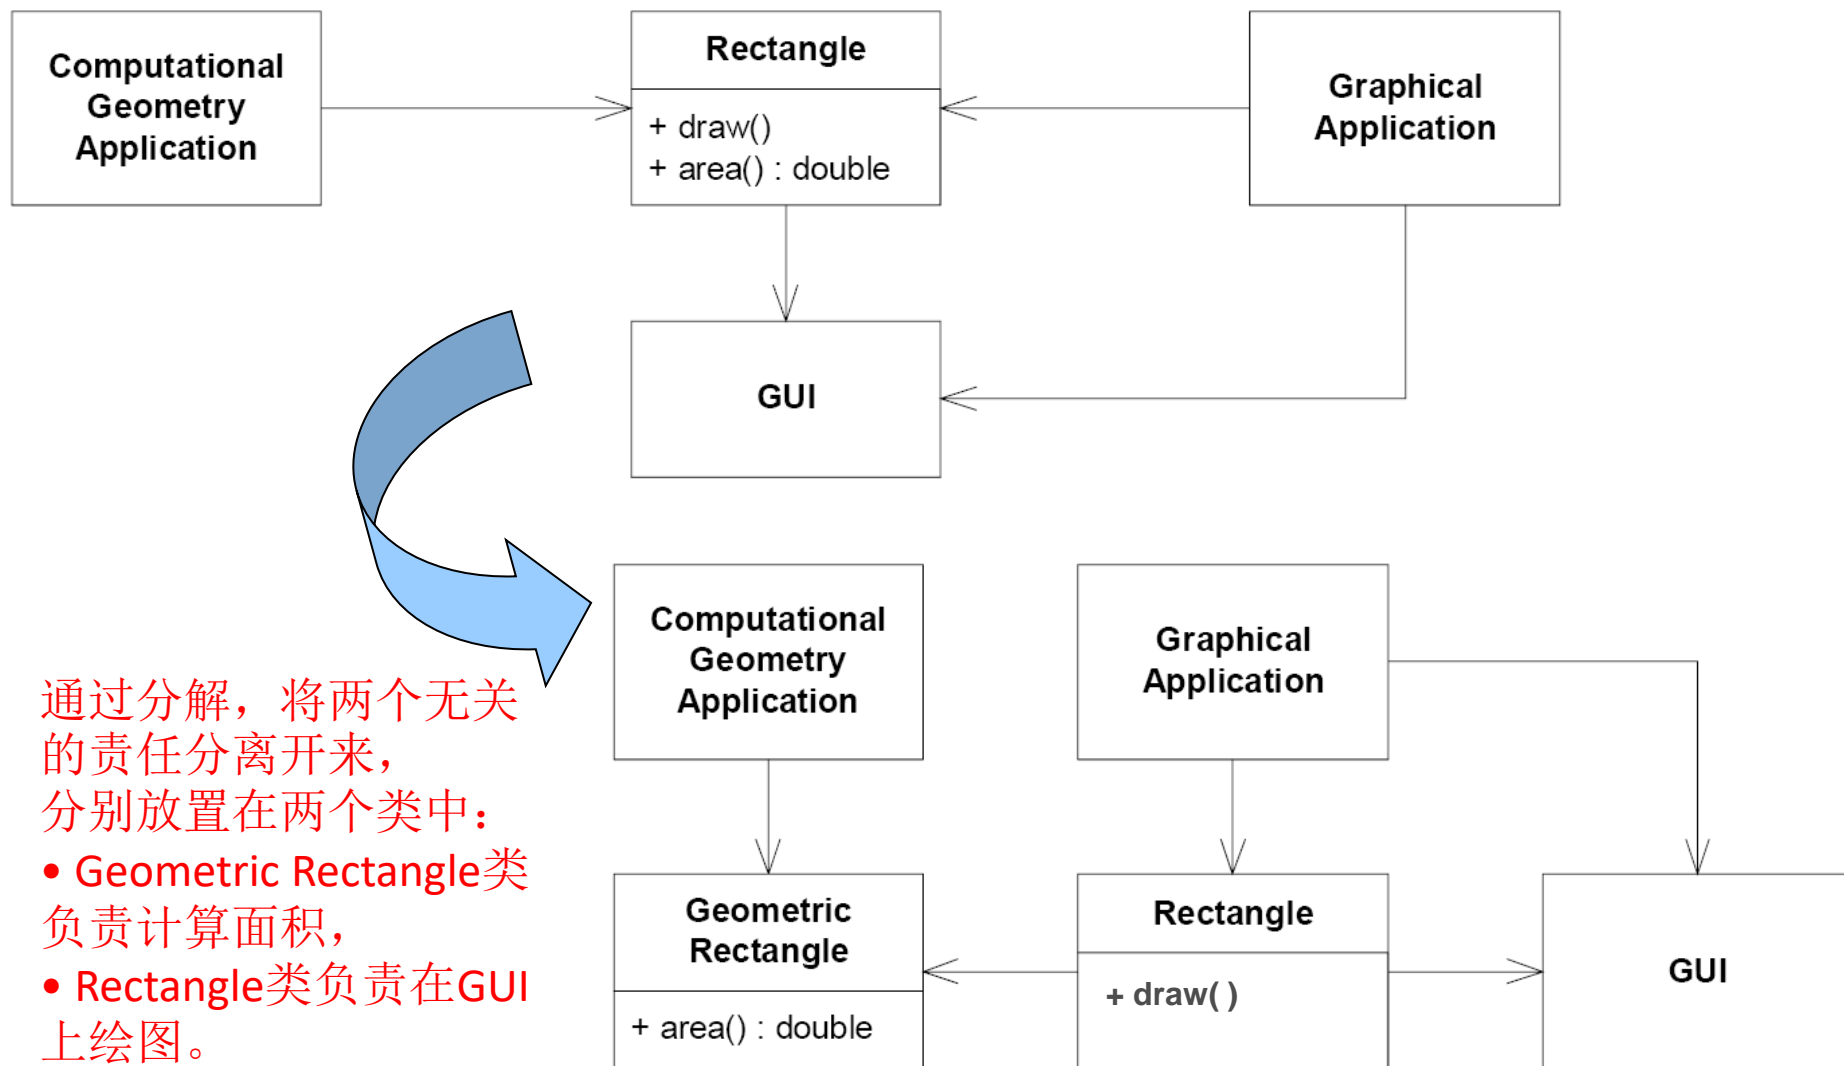 Computational
Geometry
Application
Rectangle
+ draw()
+ area() : double
Graphical
Application
GUI
Computational
Geometry
Application
Graphical
Application
通过分解，将两个无关
的责任分离开来，
分别放置在两个类中：
• Geometric Rectangle类
负责计算面积，
• Rectangle类负责在GUI
上绘图。
Geometric
Rectangle
+ area() : double
Rectangle
+ draw( )
GUI